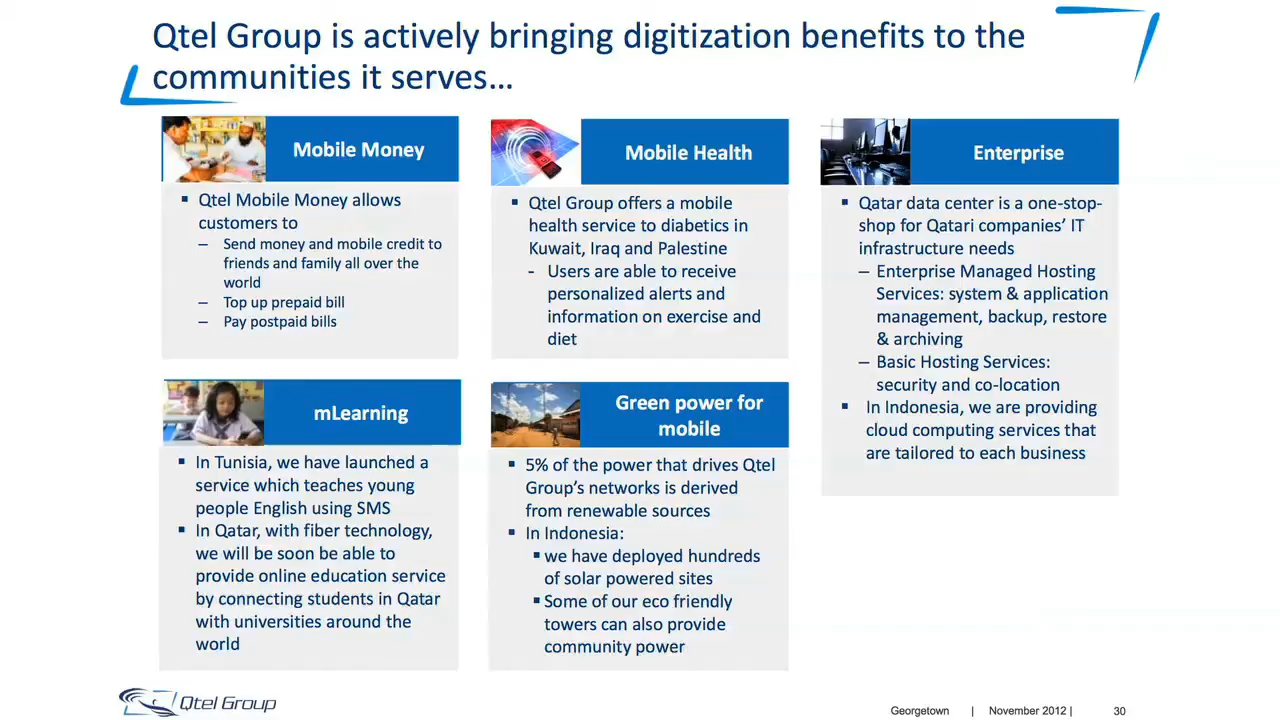 Qtel Group is actively bringing digitization benefits to the
communities it serves…
Mobile Money
▪ Qtel Mobile Money allows
customers to
– Send money and mobile credit to
friends and family all over the
world
– Top up prepaid bill
– Pay postpaid bills
Mobile Health
▪ Qtel Group offers a mobile
health service to diabetics in
Kuwait, Iraq and Palestine
- Users are able to receive
personalized alerts and
information on exercise and
diet
Enterprise
▪ Qatar data center is a one-stop-
shop for Qatari companies’ IT
infrastructure needs
– Enterprise Managed Hosting
Services: system & application
management, backup, restore
& archiving
– Basic Hosting Services:
security and co-location
▪ In Indonesia, we are providing
cloud computing services that
are tailored to each business
mLearning
▪ In Tunisia, we have launched a
service which teaches young
people English using SMS
▪ In Qatar, with fiber technology,
we will be soon be able to
provide online education service
by connecting students in Qatar
with universities around the
world
Green power for
mobile
▪ 5% of the power that drives Qtel
Group’s networks is derived
from renewable sources
▪ In Indonesia:
▪ we have deployed hundreds
of solar powered sites
▪ Some of our eco friendly
towers can also provide
community power
Qtel Group
Georgetown | November 2012 | 30